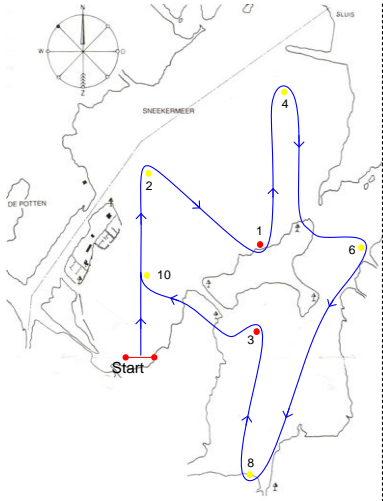 SLUIS
N
W
O
Z
4
SNEEKERMEER
2
DE POTTEN
1
6
10
3
Start
8